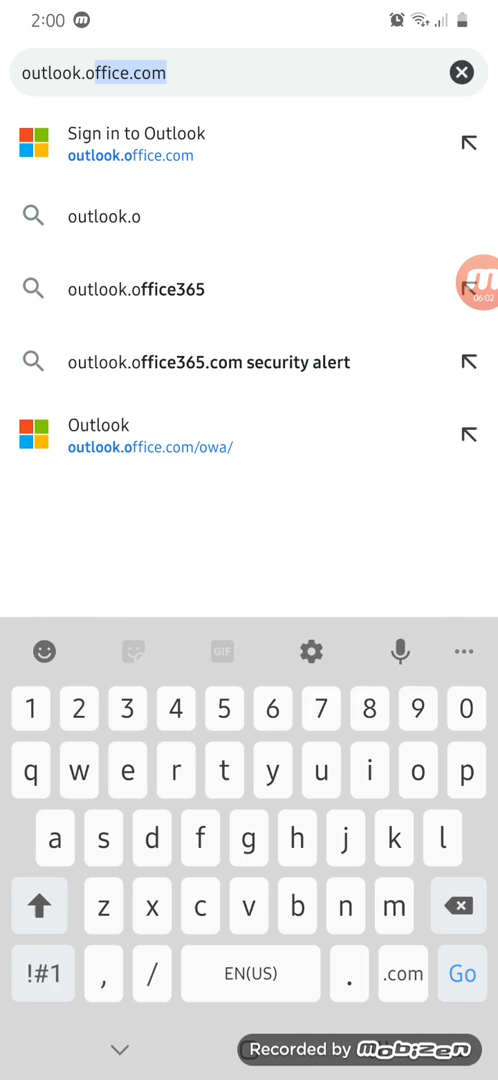 2:00
outlook.office.com
Sign in to Outlook
outlook.office.com
outlook.o
outlook.office365
06:02
outlook.office365.com security alert
Outlook
outlook.office.com/owa/
GIF
1 2 3 4 5 6 7 8 9 0
q w e r t y u i o p
a s d f g h j k l
z x c v b n m
!#1 , / EN(US) . .com Go
Recorded by mobizen